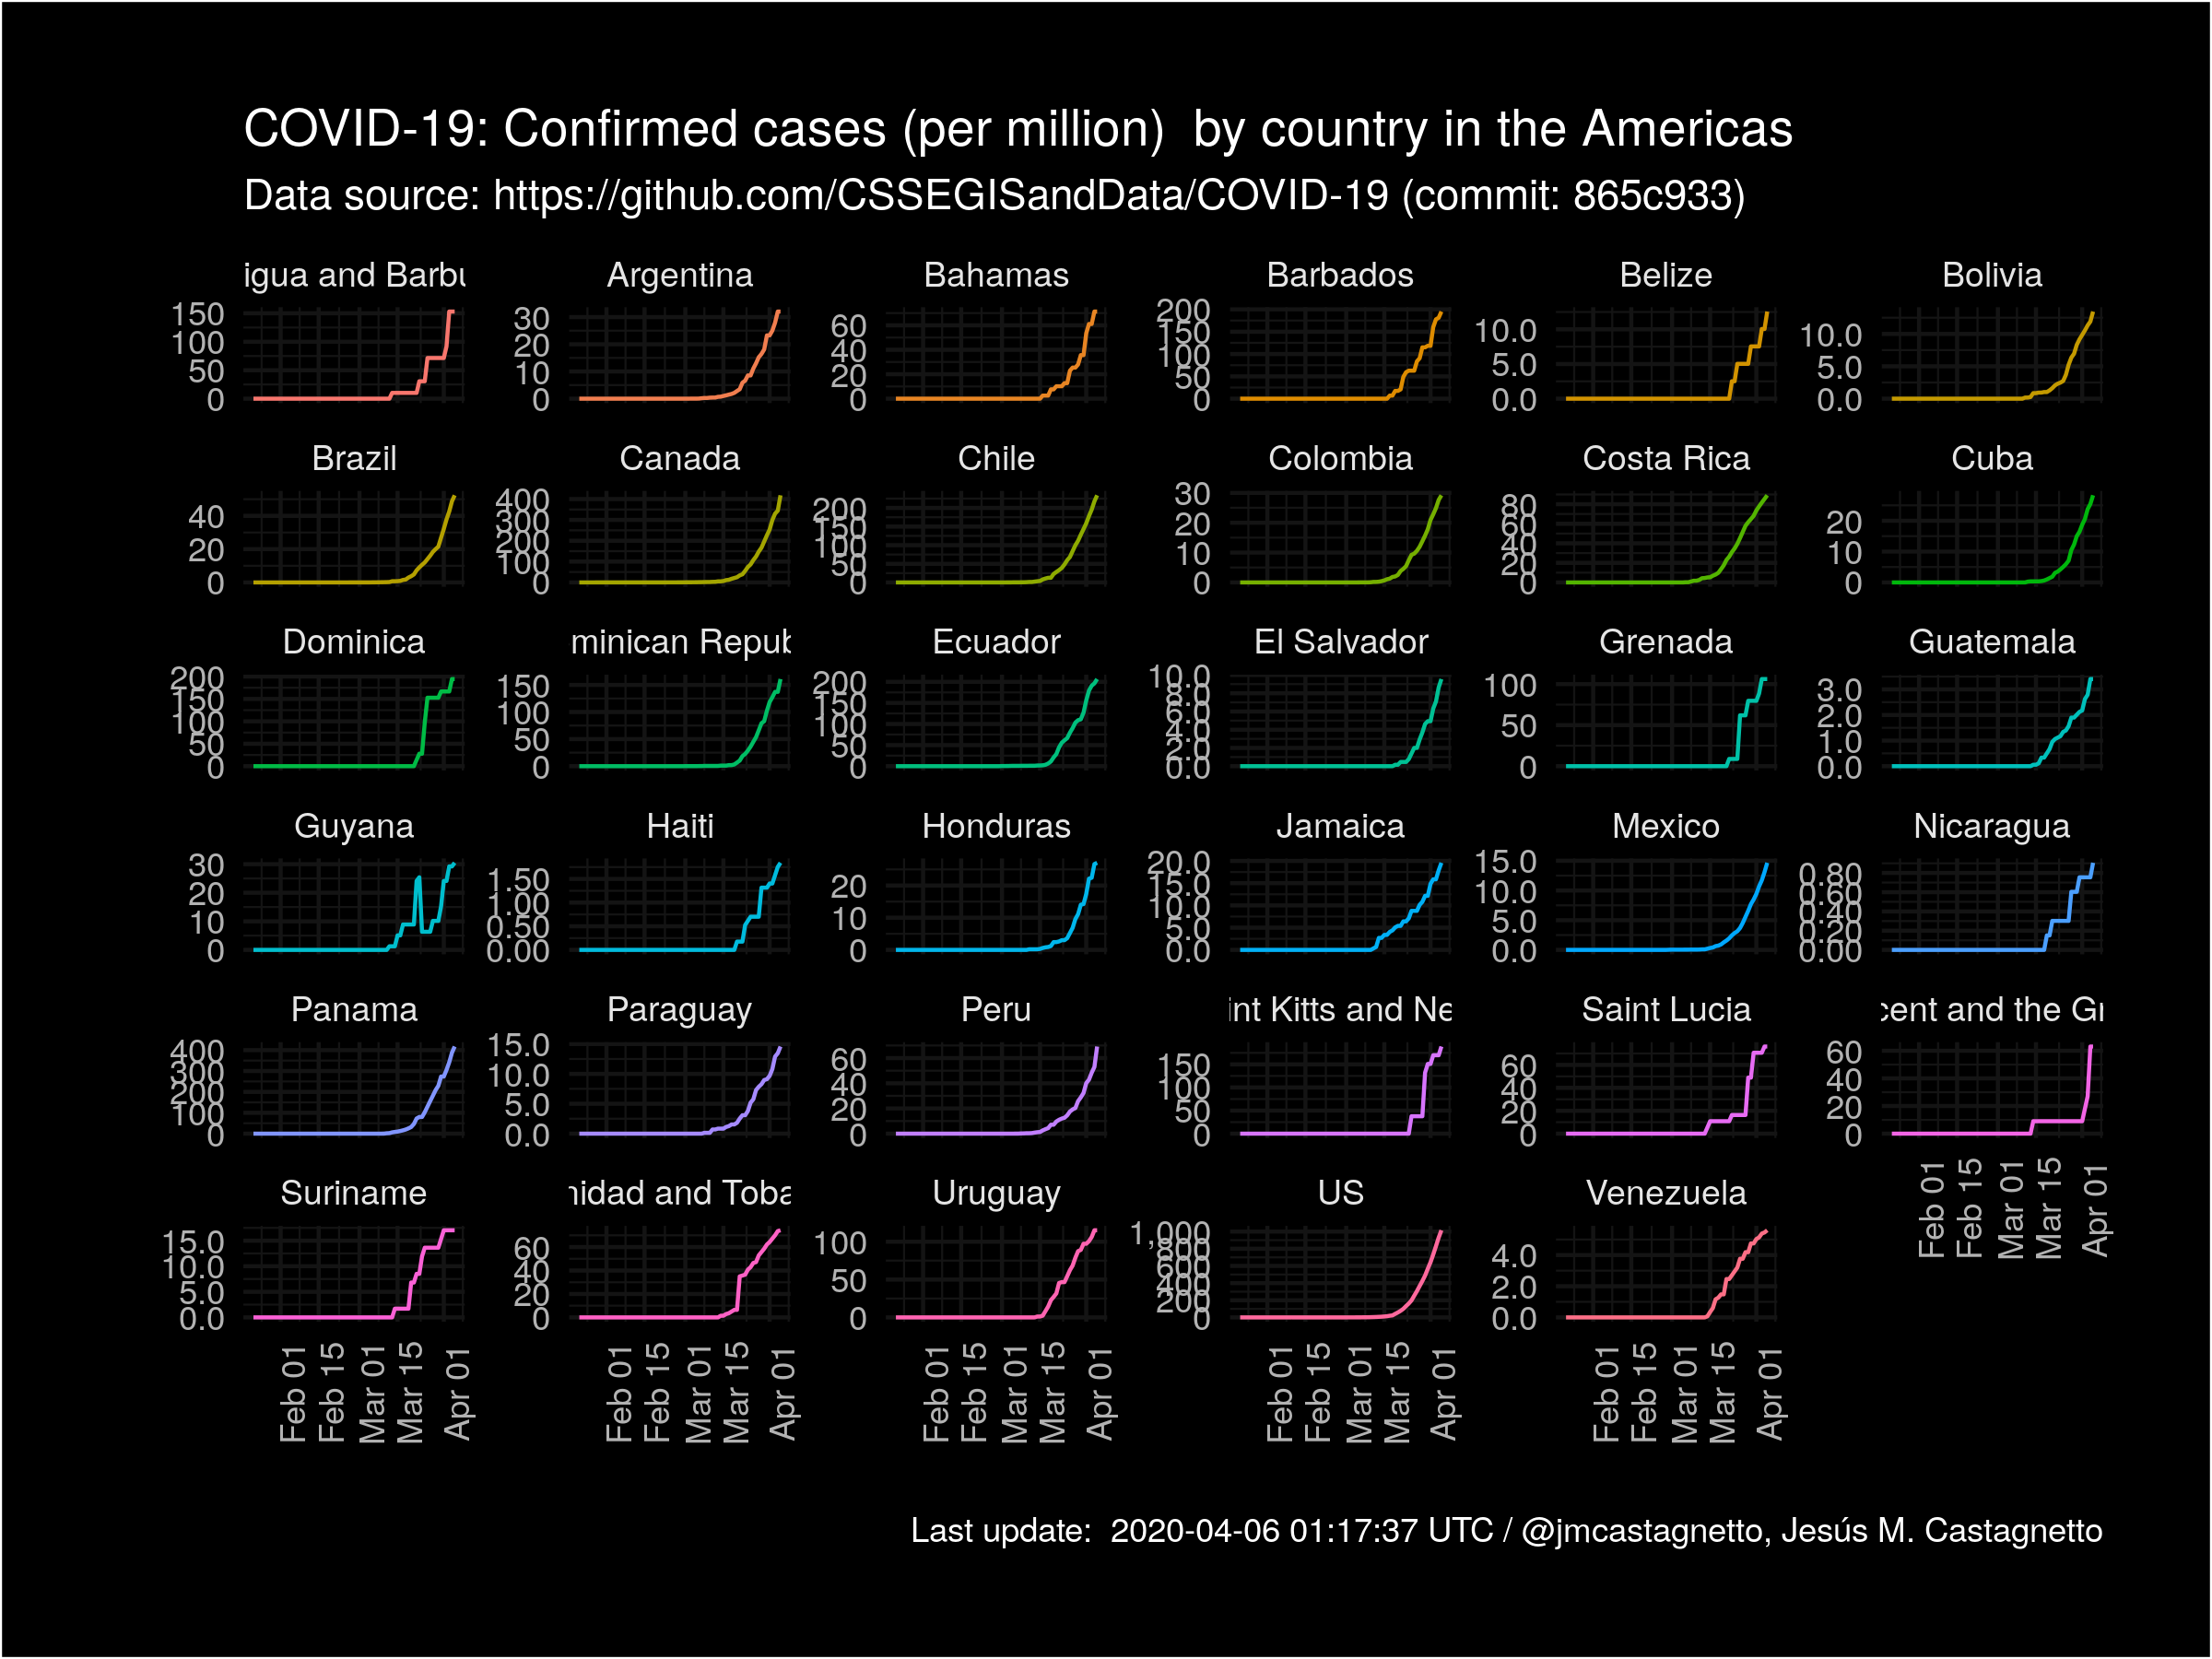 COVID-19: Confirmed cases (per million)  by country in the Americas
Data source: https://github.com/CSSEGISandData/COVID-19 (commit: 865c933)
igua and Barbu
150
100
50
0
Argentina
30
20
10
0
Bahamas
60
40
20
0
Barbados
200
150
100
50
0
Belize
10.0
5.0
0.0
Bolivia
10.0
5.0
0.0
Brazil
40
20
0
Canada
400
300
200
100
0
Chile
200
150
100
50
0
Colombia
30
20
10
0
Costa Rica
80
60
40
20
0
Cuba
20
10
0
Dominica
200
150
100
50
0
minican Repub
150
100
50
0
Ecuador
200
150
100
50
0
El Salvador
10.0
8.0
6.0
4.0
2.0
0.0
Grenada
100
50
0
Guatemala
3.0
2.0
1.0
0.0
Guyana
30
20
10
0
Haiti
1.50
1.00
0.50
0.00
Honduras
20
10
0
Jamaica
20.0
15.0
10.0
5.0
0.0
Mexico
15.0
10.0
5.0
0.0
Nicaragua
0.80
0.60
0.40
0.20
0.00
Panama
400
300
200
100
0
Paraguay
15.0
10.0
5.0
0.0
Peru
60
40
20
0
int Kitts and Ne
150
100
50
0
Saint Lucia
60
40
20
0
cent and the Gr
60
40
20
0
Feb 01
Feb 15
Mar 01
Mar 15
Apr 01
Suriname
15.0
10.0
5.0
0.0
Feb 01
Feb 15
Mar 01
Mar 15
Apr 01
nidad and Toba
60
40
20
0
Feb 01
Feb 15
Mar 01
Mar 15
Apr 01
Uruguay
100
50
0
Feb 01
Feb 15
Mar 01
Mar 15
Apr 01
US
1,000
800
600
400
200
0
Feb 01
Feb 15
Mar 01
Mar 15
Apr 01
Venezuela
4.0
2.0
0.0
Feb 01
Feb 15
Mar 01
Mar 15
Apr 01
Last update:  2020-04-06 01:17:37 UTC / @jmcastagnetto, Jesús M. Castagnetto